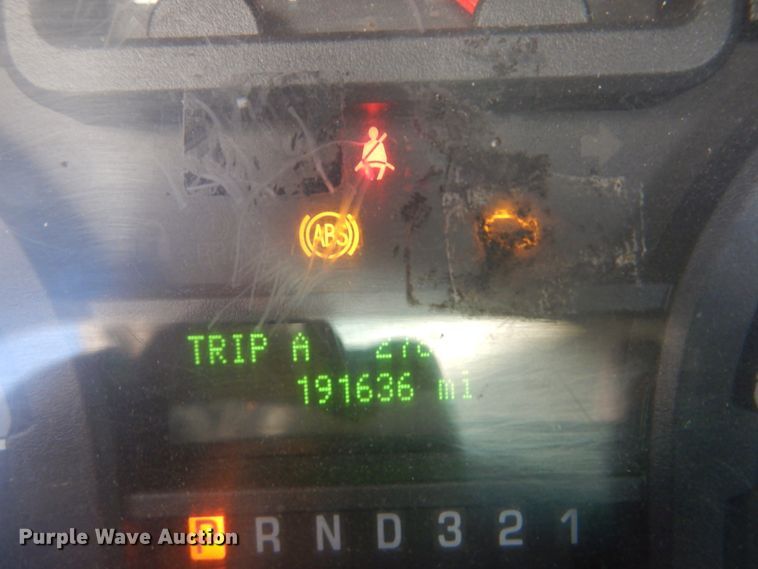 ABS
TRIP A
191636 mi
P R N D 3 2 1
Purple Wave Auction